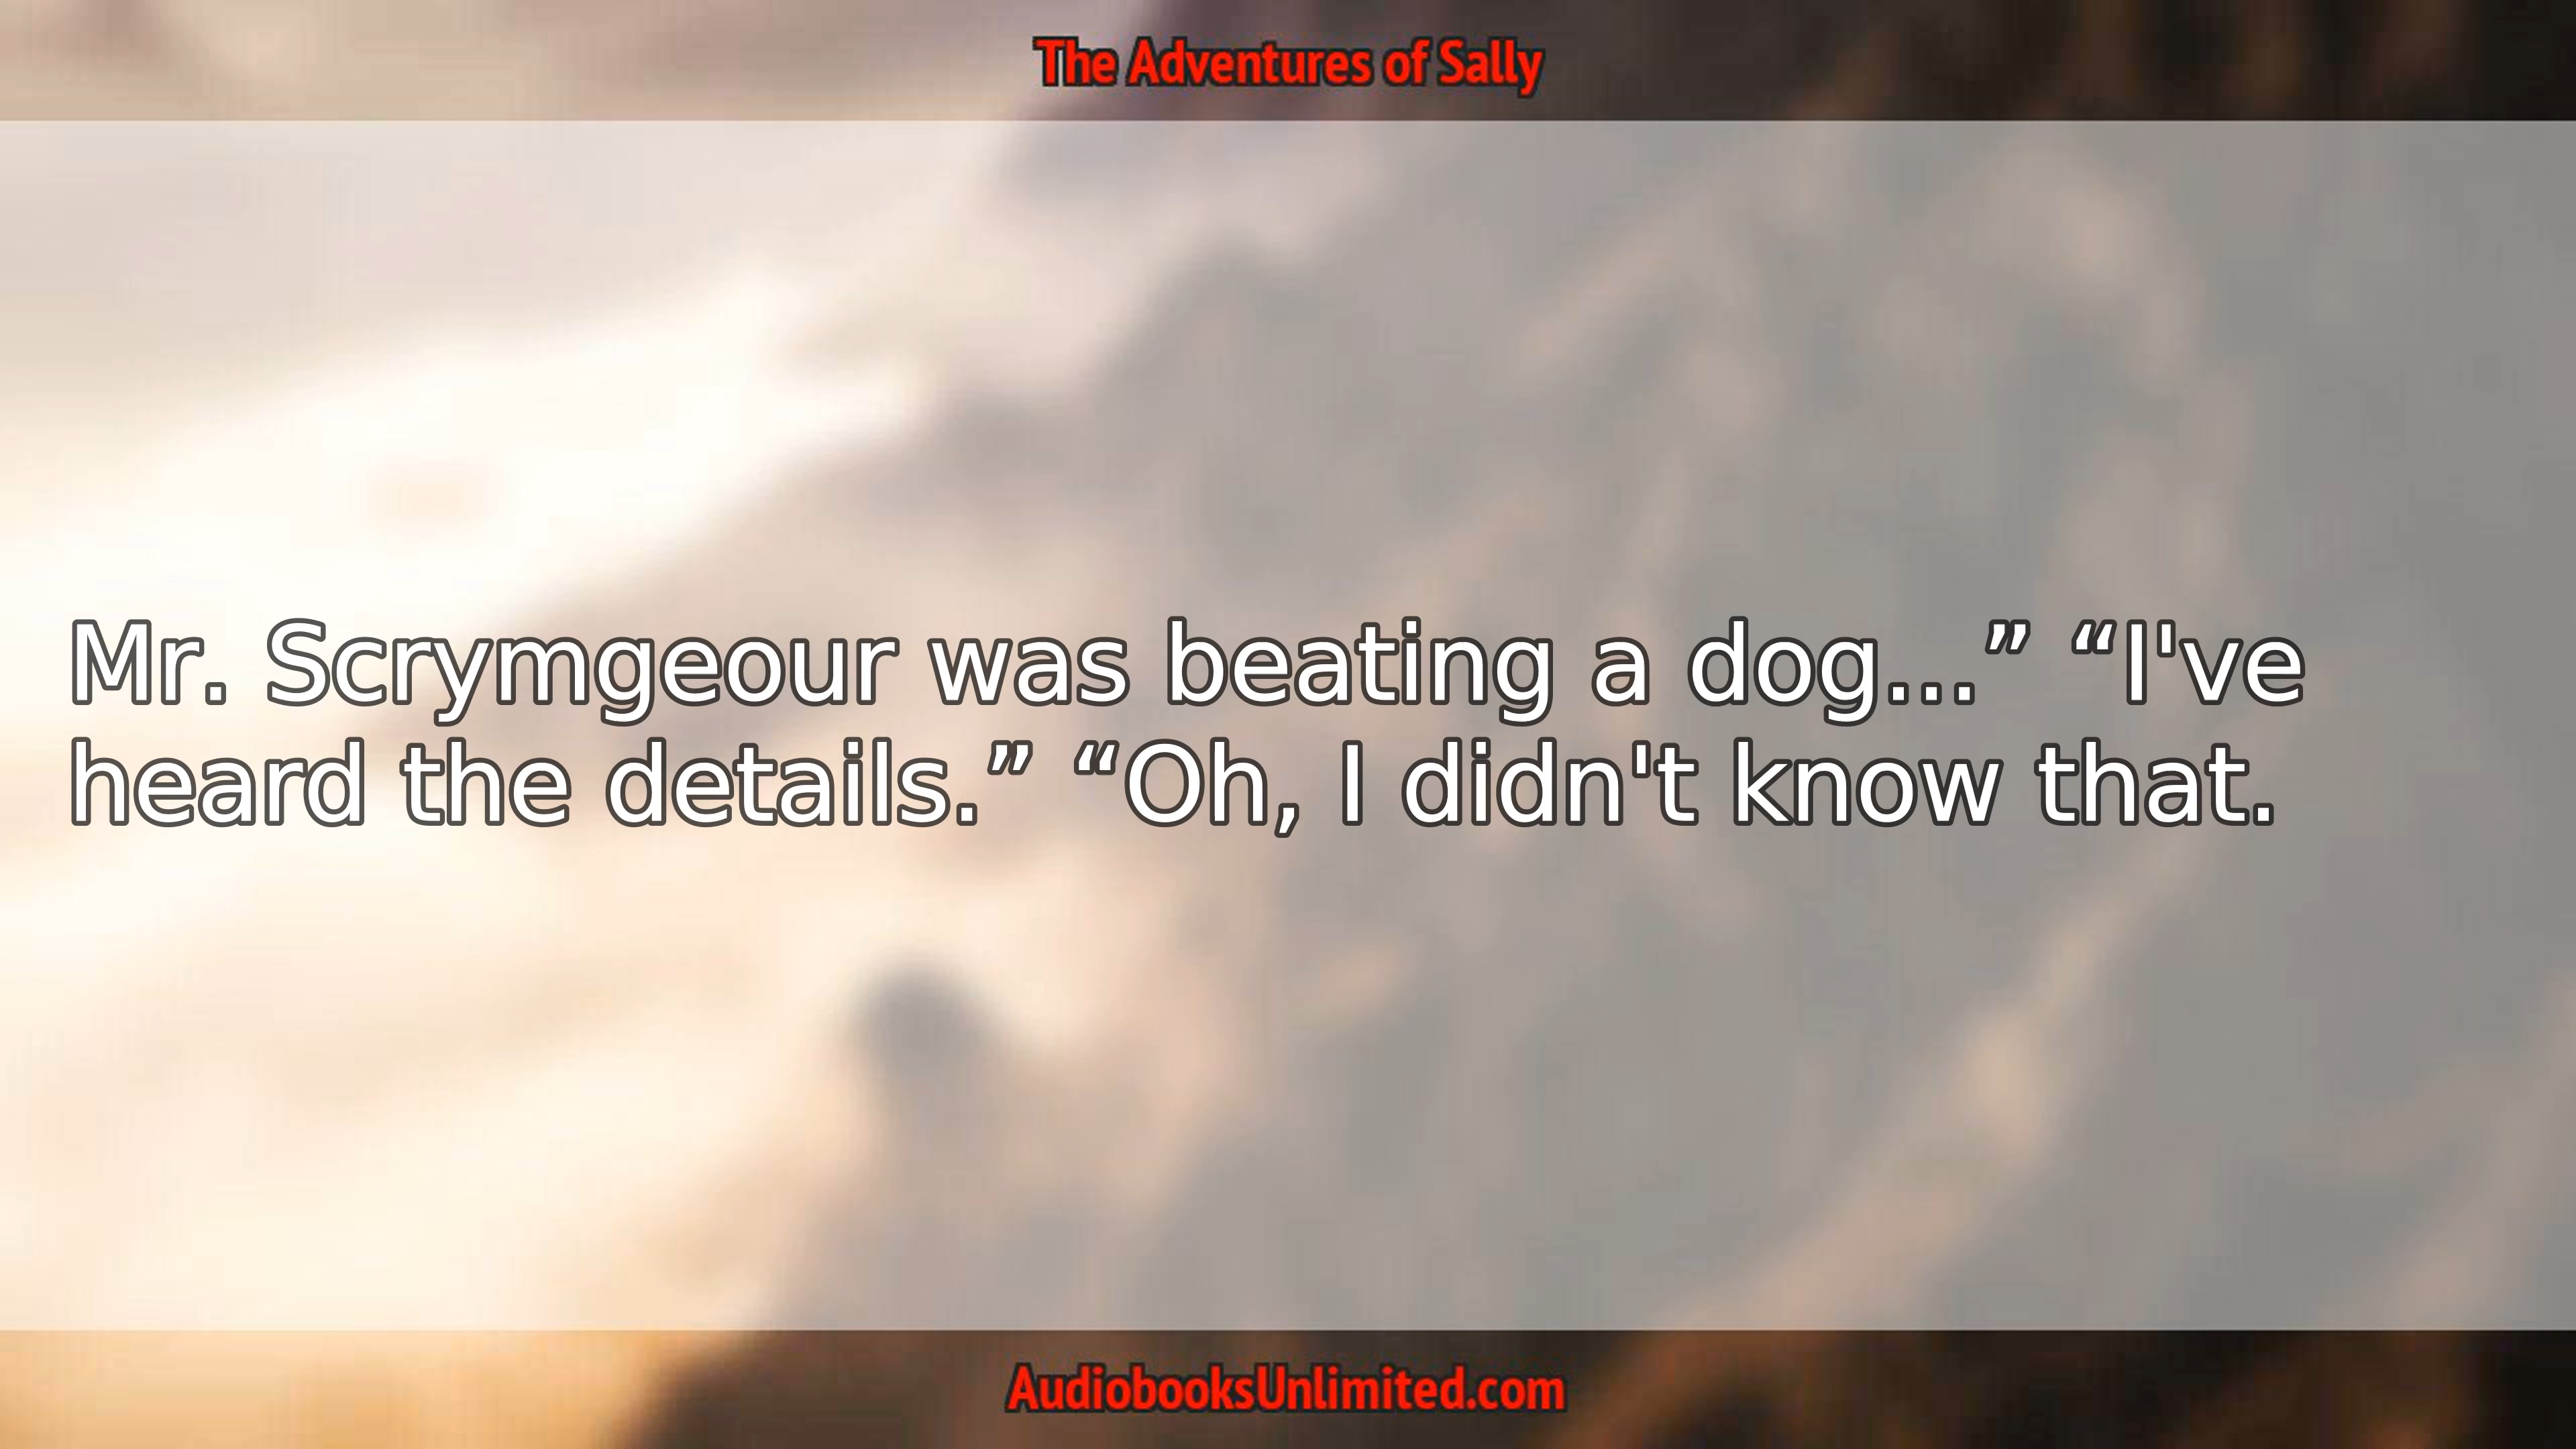 The Adventures of Sally
Mr. Scrymgeour was beating a dog...” “I've
heard the details.” “Oh, I didn't know that.
AudiobooksUnlimited.com